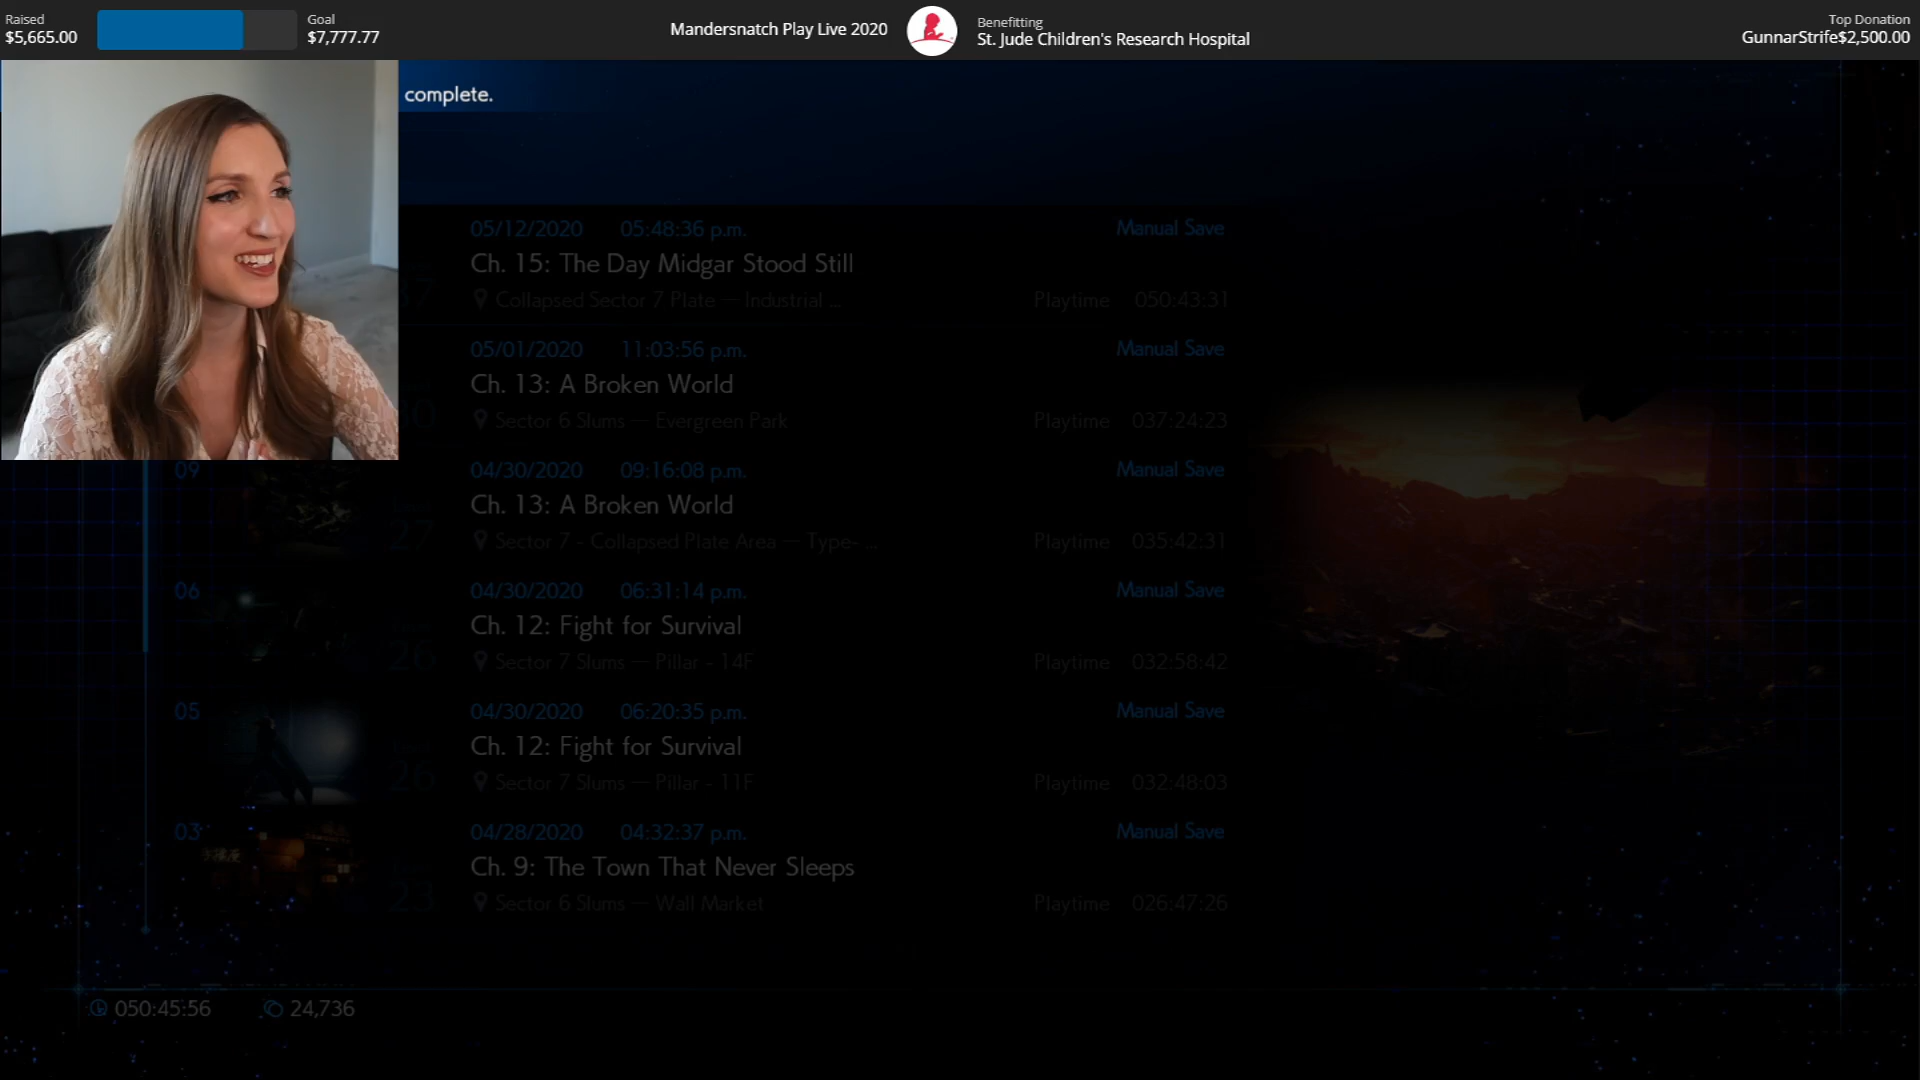 Raised
$5,665.00
Goal
$7,777.77
Mandersnatch Play Live 2020
Benefitting
St. Jude Children's Research Hospital
Top Donation
GunnarStrife$2,500.00
complete.
05/12/2020 05:48:36 p.m. Manual Save
Ch. 15: The Day Midgar Stood Still
Collapsed Sector 7 Plate — Industrial ... Playtime 050:43:31
05/01/2020 11:03:56 p.m. Manual Save
Ch. 13: A Broken World
Sector 6 Slums — Evergreen Park Playtime 037:24:23
09 04/30/2020 09:16:08 p.m. Manual Save
Ch. 13: A Broken World
27 Sector 7 - Collapsed Plate Area — Type- ... Playtime 035:42:31
06 04/30/2020 06:31:14 p.m. Manual Save
Ch. 12: Fight for Survival
26 Sector 7 Slums — Pillar - 14F Playtime 032:58:42
05 04/30/2020 06:20:35 p.m. Manual Save
Ch. 12: Fight for Survival
26 Sector 7 Slums — Pillar - 11F Playtime 032:48:03
03 04/28/2020 04:32:37 p.m. Manual Save
Ch. 9: The Town That Never Sleeps
23 Sector 6 Slums — Wall Market Playtime 026:47:26
050:45:56 24,736